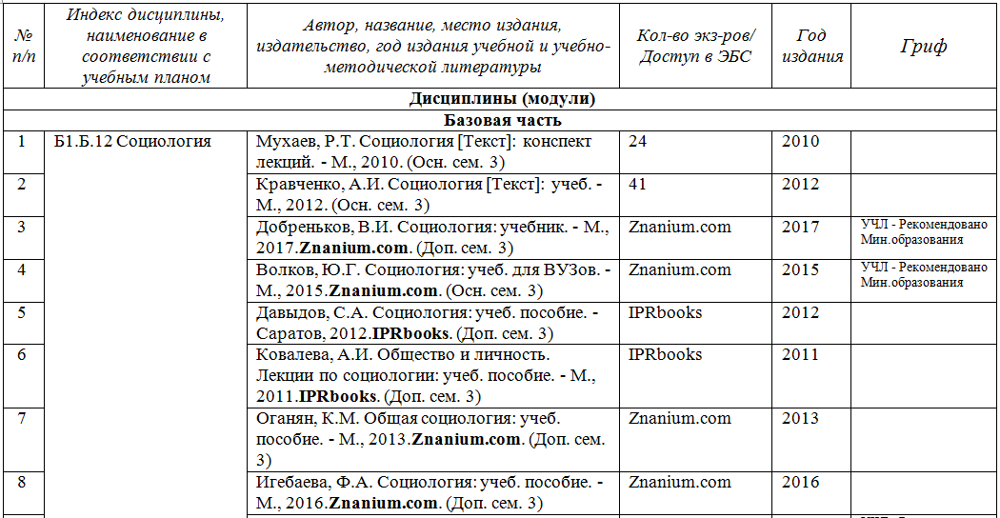 №
п/п
Индекс дисциплины,
наименование в
соответствии с
учебным планом
Автор, название, место издания,
издательство, год издания учебной и учебно-
методической литературы
Кол-во экз-ров/
Доступ в ЭБС
Год
издания
Гриф
Дисциплины (модули)
Базовая часть
1
Б1.Б.12 Социология
Мухаев, Р.Т. Социология [Текст]: конспект
лекций. - М., 2010. (Осн. сем. 3)
24
2010
2
Кравченко, А.И. Социология [Текст]: учеб. -
М., 2012. (Осн. сем. 3)
41
2012
3
Добреньков, В.И. Социология: учебник. - М.,
2017.Znanium.com. (Доп. сем. 3)
Znanium.com
2017
УЧЛ - Рекомендовано
Мин.образования
4
Волков, Ю.Г. Социология: учеб. для ВУЗов. -
М., 2015.Znanium.com. (Осн. сем. 3)
Znanium.com
2015
УЧЛ - Рекомендовано
Мин.образования
5
Давыдов, С.А. Социология: учеб. пособие. -
Саратов, 2012.IPRbooks. (Доп. сем. 3)
IPRbooks
2012
6
Ковалева, А.И. Общество и личность.
Лекции по социологии: учеб. пособие. - М.,
2011.IPRbooks. (Доп. сем. 3)
IPRbooks
2011
7
Оганян, К.М. Общая социология: учеб.
пособие. - М., 2013.Znanium.com. (Доп. сем.
3)
Znanium.com
2013
8
Игебаева, Ф.А. Социология: учеб. пособие. -
М., 2016.Znanium.com. (Доп. сем. 3)
Znanium.com
2016